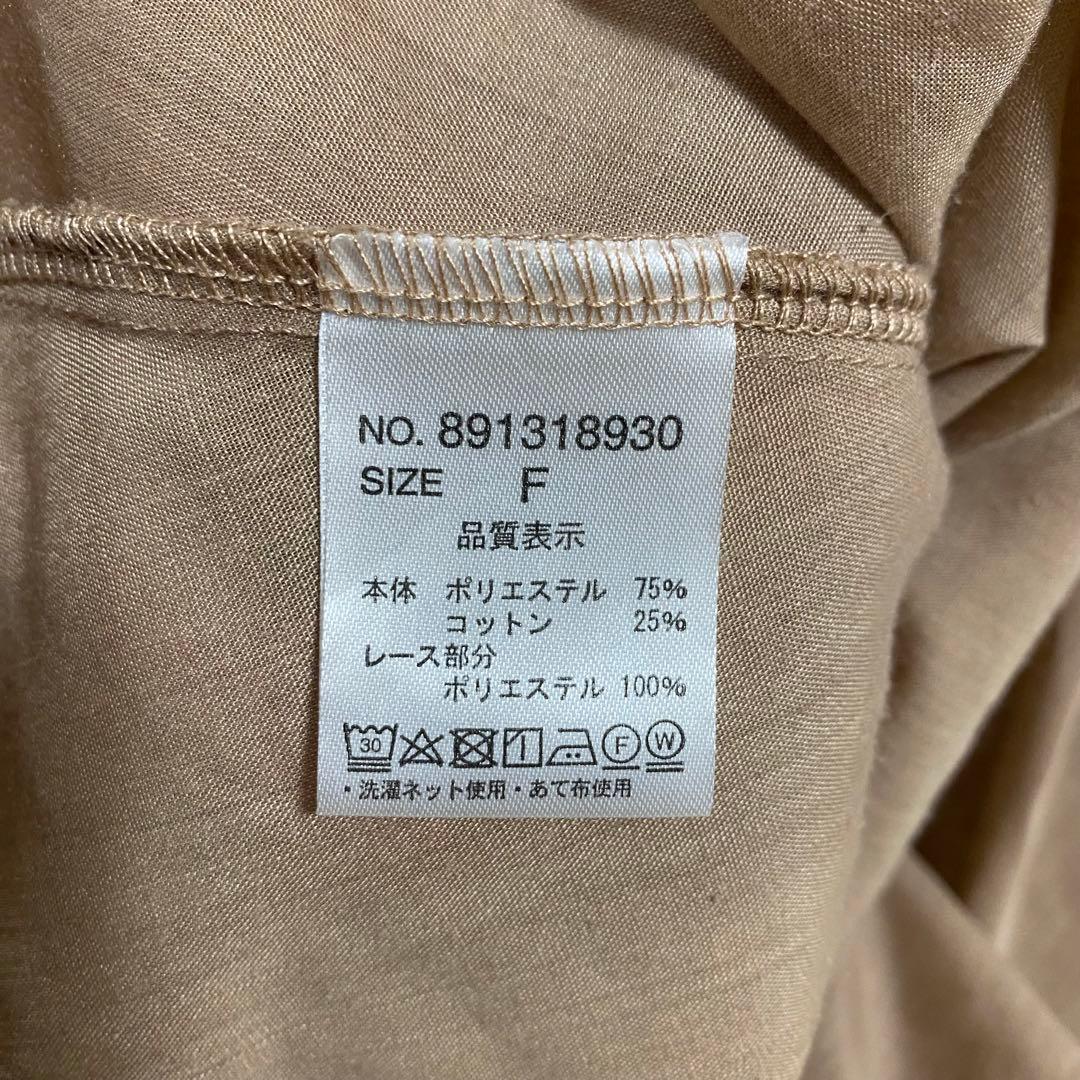 NO. 891318930
SIZE F
品質表示
本体 ポリエステル 75%
コットン 25%
レース部分
ポリエステル 100%
30 F W
・洗濯ネット使用・あて布使用